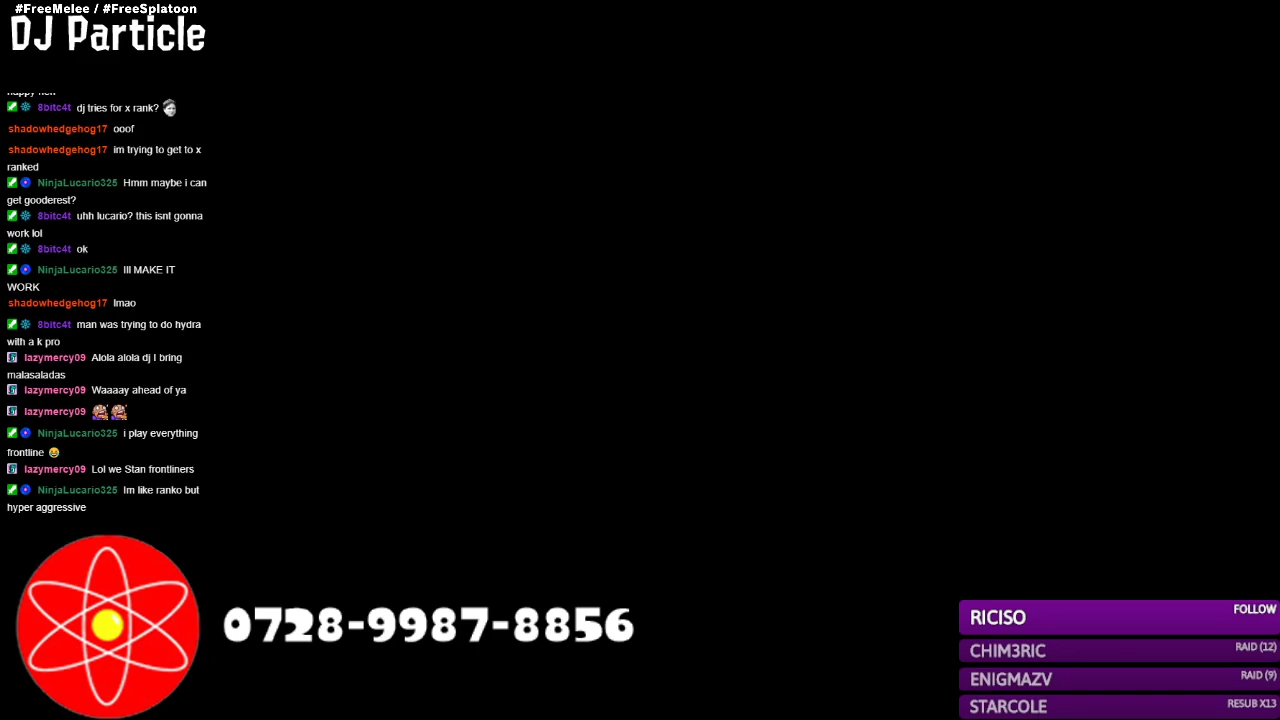 #FreeMelee / #FreeSplatoon
DJ Particle
8bitc4t dj tries for x rank?
shadowhedgehog17 ooof
shadowhedgehog17 im trying to get to x
ranked
NinjaLucario325 Hmm maybe i can
get gooderest?
8bitc4t uhh lucario? this isnt gonna
work lol
8bitc4t ok
NinjaLucario325 Ill MAKE IT
WORK
shadowhedgehog17 lmao
8bitc4t man was trying to do hydra
with a k pro
lazymercy09 Alola alola dj I bring
malasaladas
lazymercy09 Waaaay ahead of ya
lazymercy09
NinjaLucario325 i play everything
frontline 😂
lazymercy09 Lol we Stan frontliners
NinjaLucario325 Im like ranko but
hyper aggressive
0728-9987-8856
RICISO FOLLOW
CHIM3RIC RAID (12)
ENIGMAZV RAID (9)
STARCOLE RESUB X13